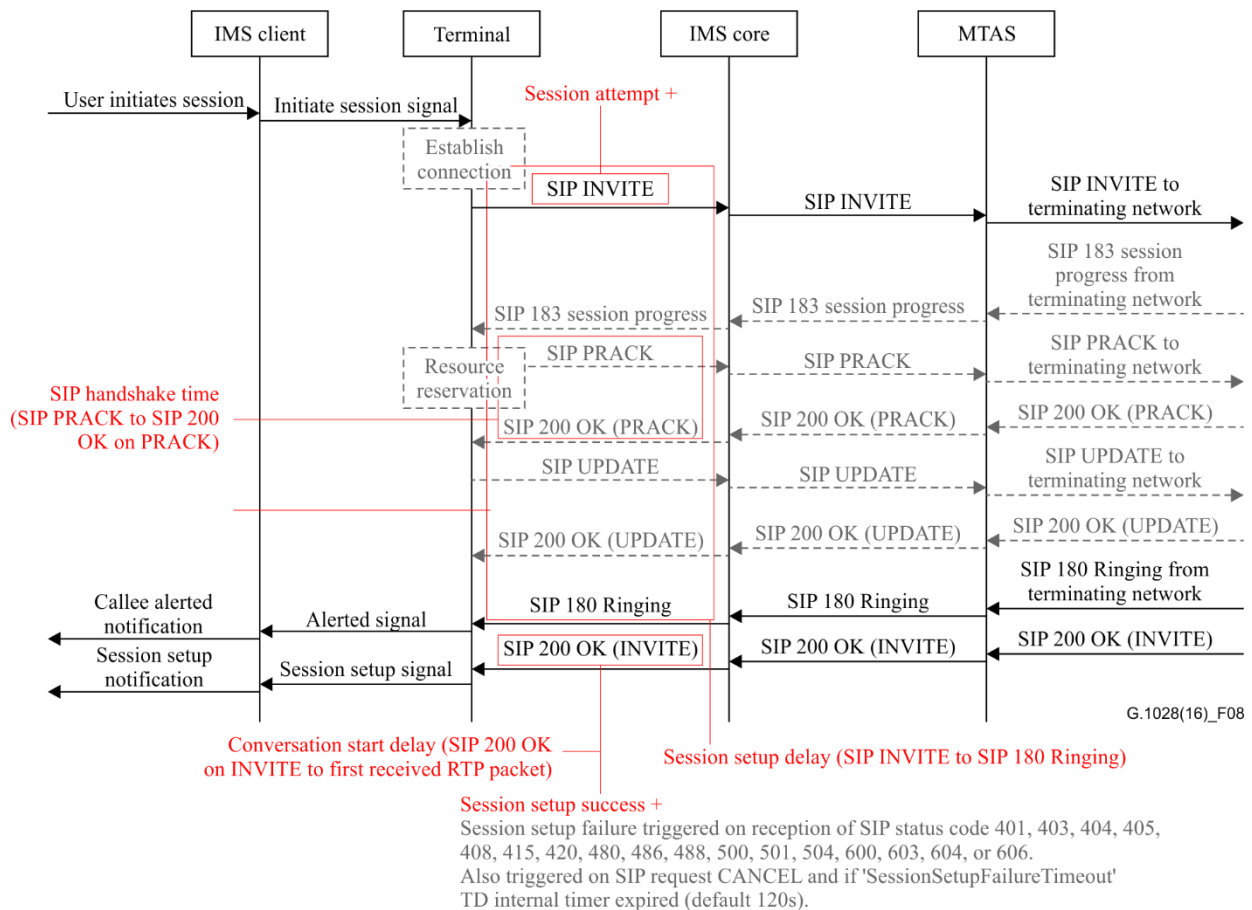 IMS client
Terminal
IMS core
MTAS
User initiates session
Initiate session signal
Session attempt +
Establish
connection
SIP INVITE
SIP INVITE
SIP INVITE to
terminating network
SIP 183 session
progress from
terminating network
SIP 183 session progress
SIP 183 session progress
Resource
reservation
SIP PRACK
SIP PRACK
SIP PRACK to
terminating network
SIP handshake time
(SIP PRACK to SIP 200
OK on PRACK)
SIP 200 OK (PRACK)
SIP 200 OK (PRACK)
SIP 200 OK (PRACK)
SIP UPDATE
SIP UPDATE
SIP UPDATE to
terminating network
SIP 200 OK (UPDATE)
SIP 200 OK (UPDATE)
SIP 200 OK (UPDATE)
Callee alerted
notification
Alerted signal
SIP 180 Ringing
SIP 180 Ringing
SIP 180 Ringing from
terminating network
Session setup
notification
Session setup signal
SIP 200 OK (INVITE)
SIP 200 OK (INVITE)
SIP 200 OK (INVITE)
G.1028(16)_F08
Conversation start delay (SIP 200 OK
on INVITE to first received RTP packet)
Session setup delay (SIP INVITE to SIP 180 Ringing)
Session setup success +
Session setup failure triggered on reception of SIP status code 401, 403, 404, 405,
408, 415, 420, 480, 486, 488, 500, 501, 504, 600, 603, 604, or 606.
Also triggered on SIP request CANCEL and if 'SessionSetupFailureTimeout'
TD internal timer expired (default 120s).